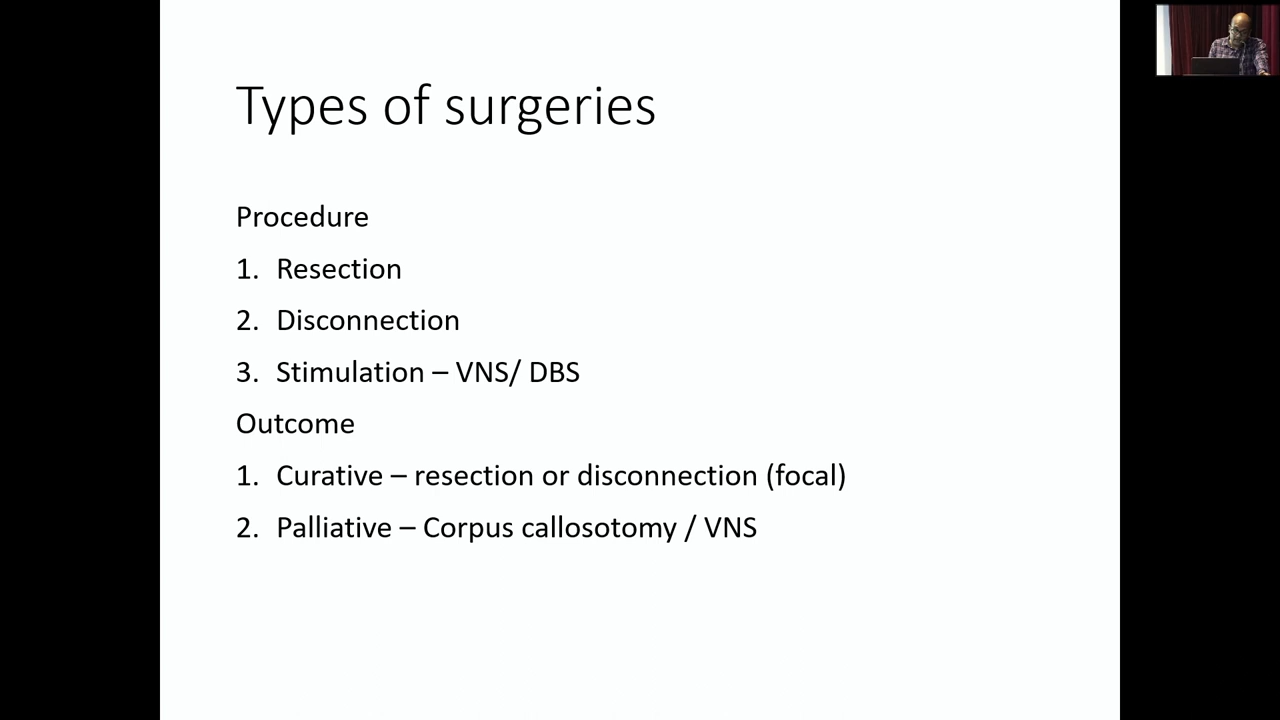 Types of surgeries
Procedure
1. Resection
2. Disconnection
3. Stimulation – VNS/ DBS
Outcome
1. Curative – resection or disconnection (focal)
2. Palliative – Corpus callosotomy / VNS